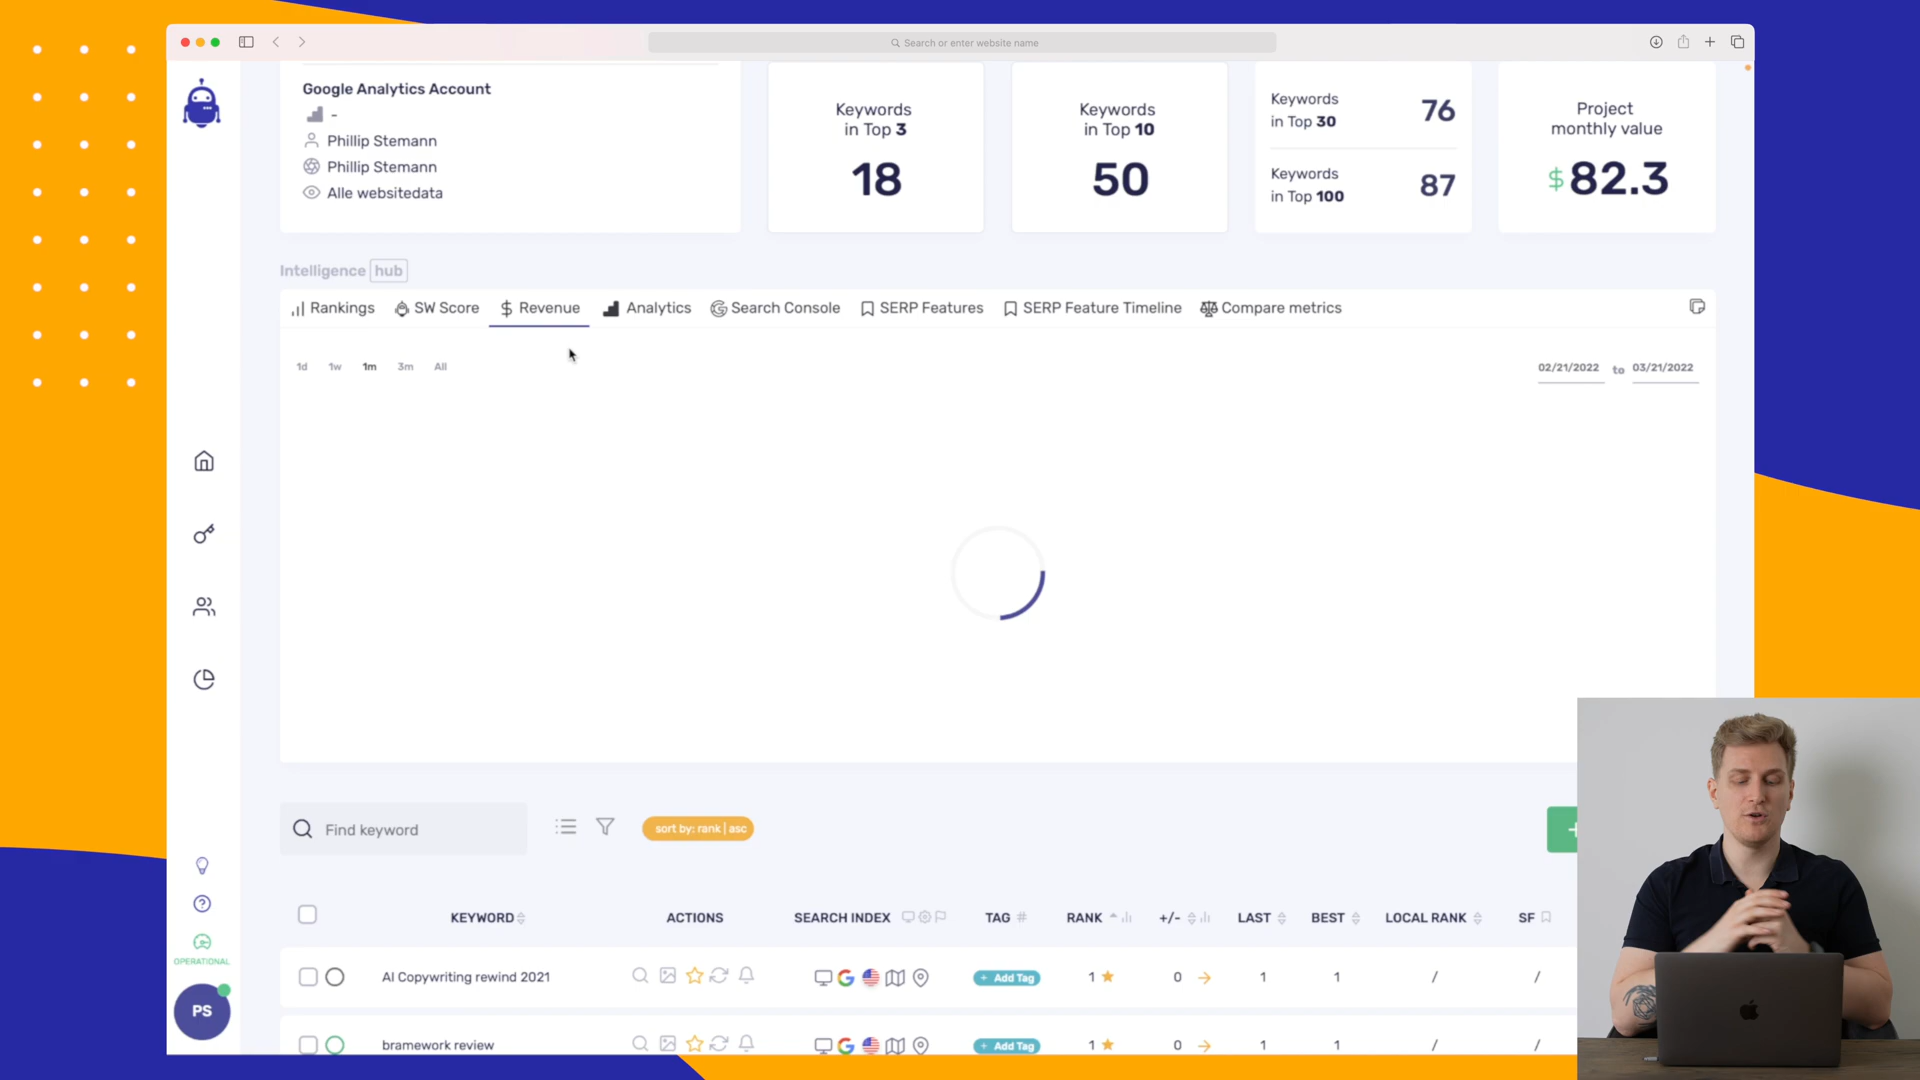 Search or enter website name
Google Analytics Account
-
Phillip Stemann
Phillip Stemann
Alle websitedata
Keywords
in Top 3
18
Keywords
in Top 10
50
Keywords
in Top 30
76
Keywords
in Top 100
87
Project
monthly value
$82.3
Intelligence hub
Rankings SW Score $ Revenue Analytics Search Console SERP Features SERP Feature Timeline Compare metrics
1d 1w 1m 3m All 02/21/2022 to 03/21/2022
Find keyword sort by: rank | asc +
KEYWORD ACTIONS SEARCH INDEX TAG # RANK +/- LAST BEST LOCAL RANK SF
AI Copywriting rewind 2021 + Add Tag 1 0 1 1 / /
bramework review + Add Tag 1 0 1 1 / /
OPERATIONAL
PS